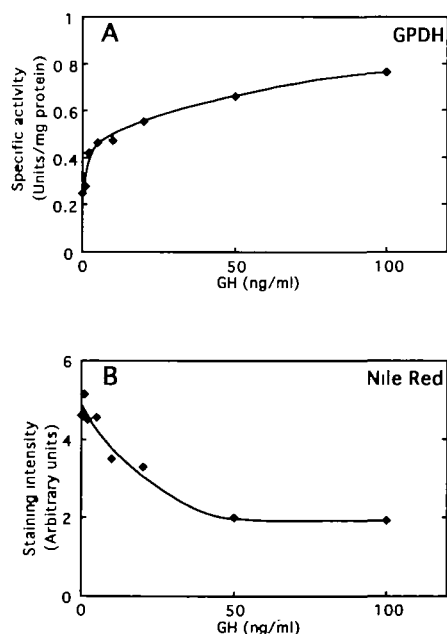 A
GPDH
Specific activity
(Units/mg protein)
1
0.8
0.6
0.4
0.2
0
0
50
100
GH (ng/ml)
B
Nile Red
Staining intensity
(Arbitrary units)
6
4
2
0
0
50
100
GH (ng/ml)